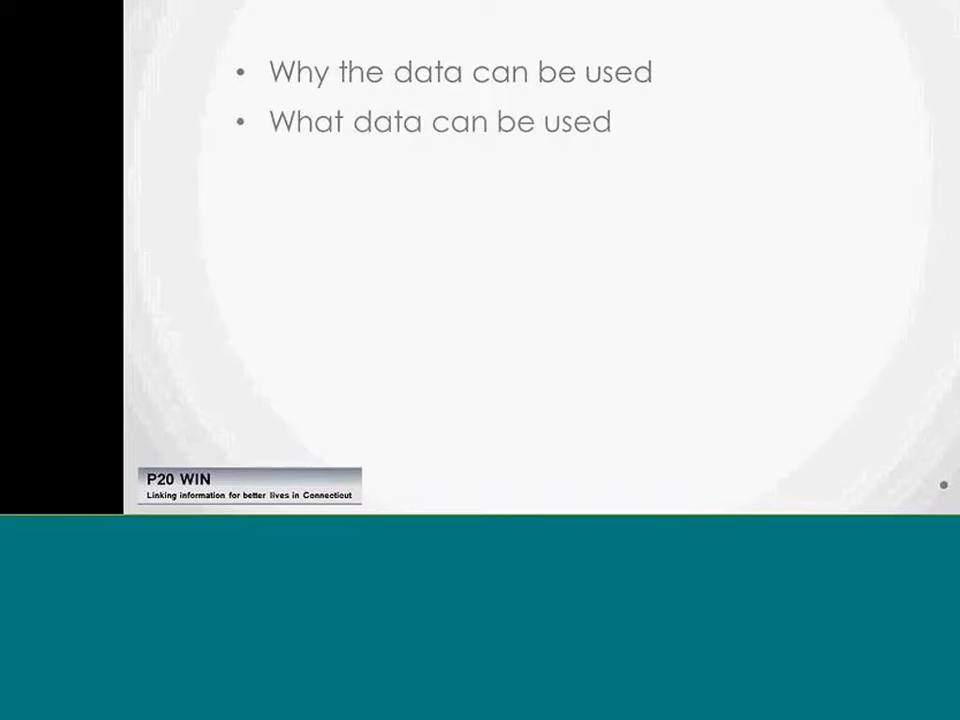 • Why the data can be used
• What data can be used
P20 WIN
Linking information for better lives in Connecticut